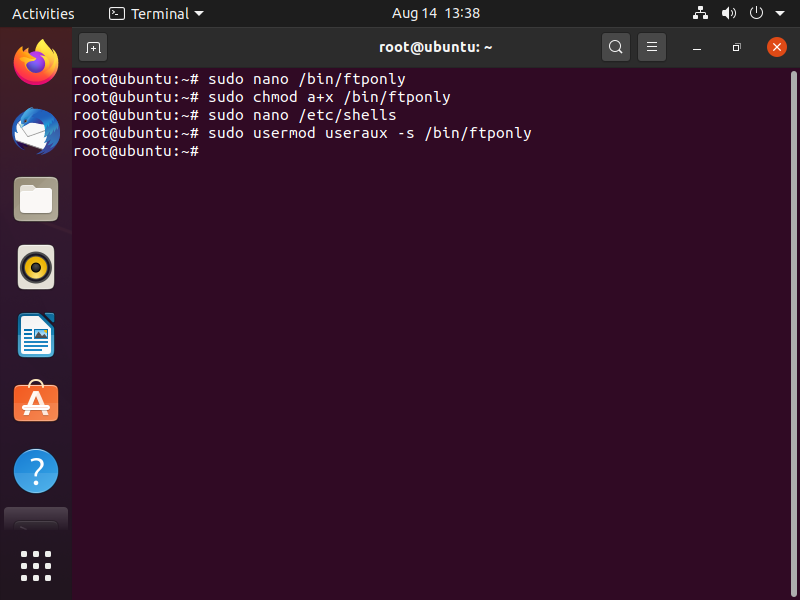 Activities
Terminal
Aug 14 13:38
root@ubuntu: ~
root@ubuntu:~# sudo nano /bin/ftponly
root@ubuntu:~# sudo chmod a+x /bin/ftponly
root@ubuntu:~# sudo nano /etc/shells
root@ubuntu:~# sudo usermod useraux -s /bin/ftponly
root@ubuntu:~#